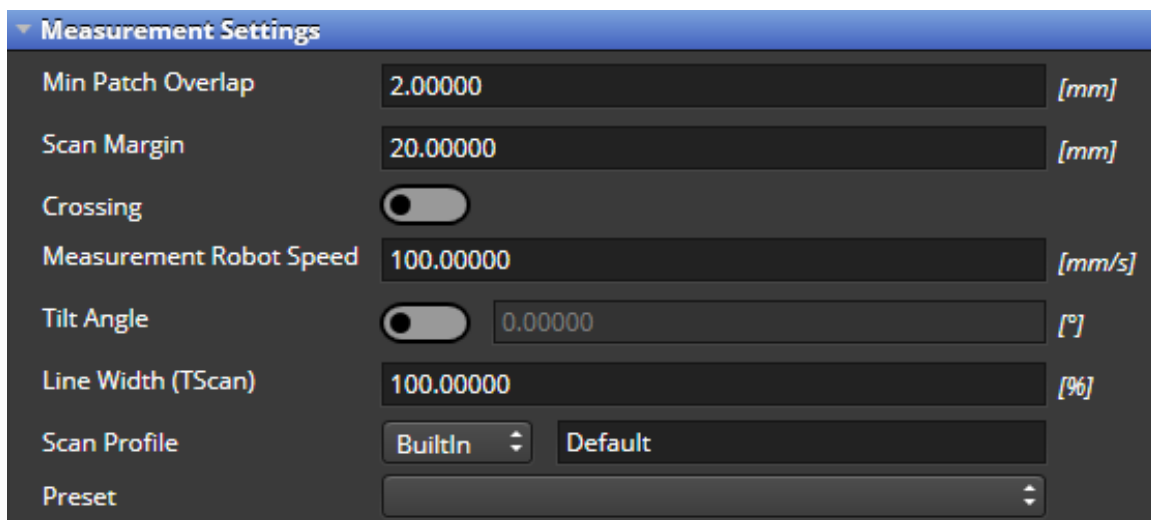 Measurement Settings
Min Patch Overlap 2.00000 [mm]
Scan Margin 20.00000 [mm]
Crossing
Measurement Robot Speed 100.00000 [mm/s]
Tilt Angle 0.00000 [°]
Line Width (TScan) 100.00000 [%]
Scan Profile BuiltIn Default
Preset